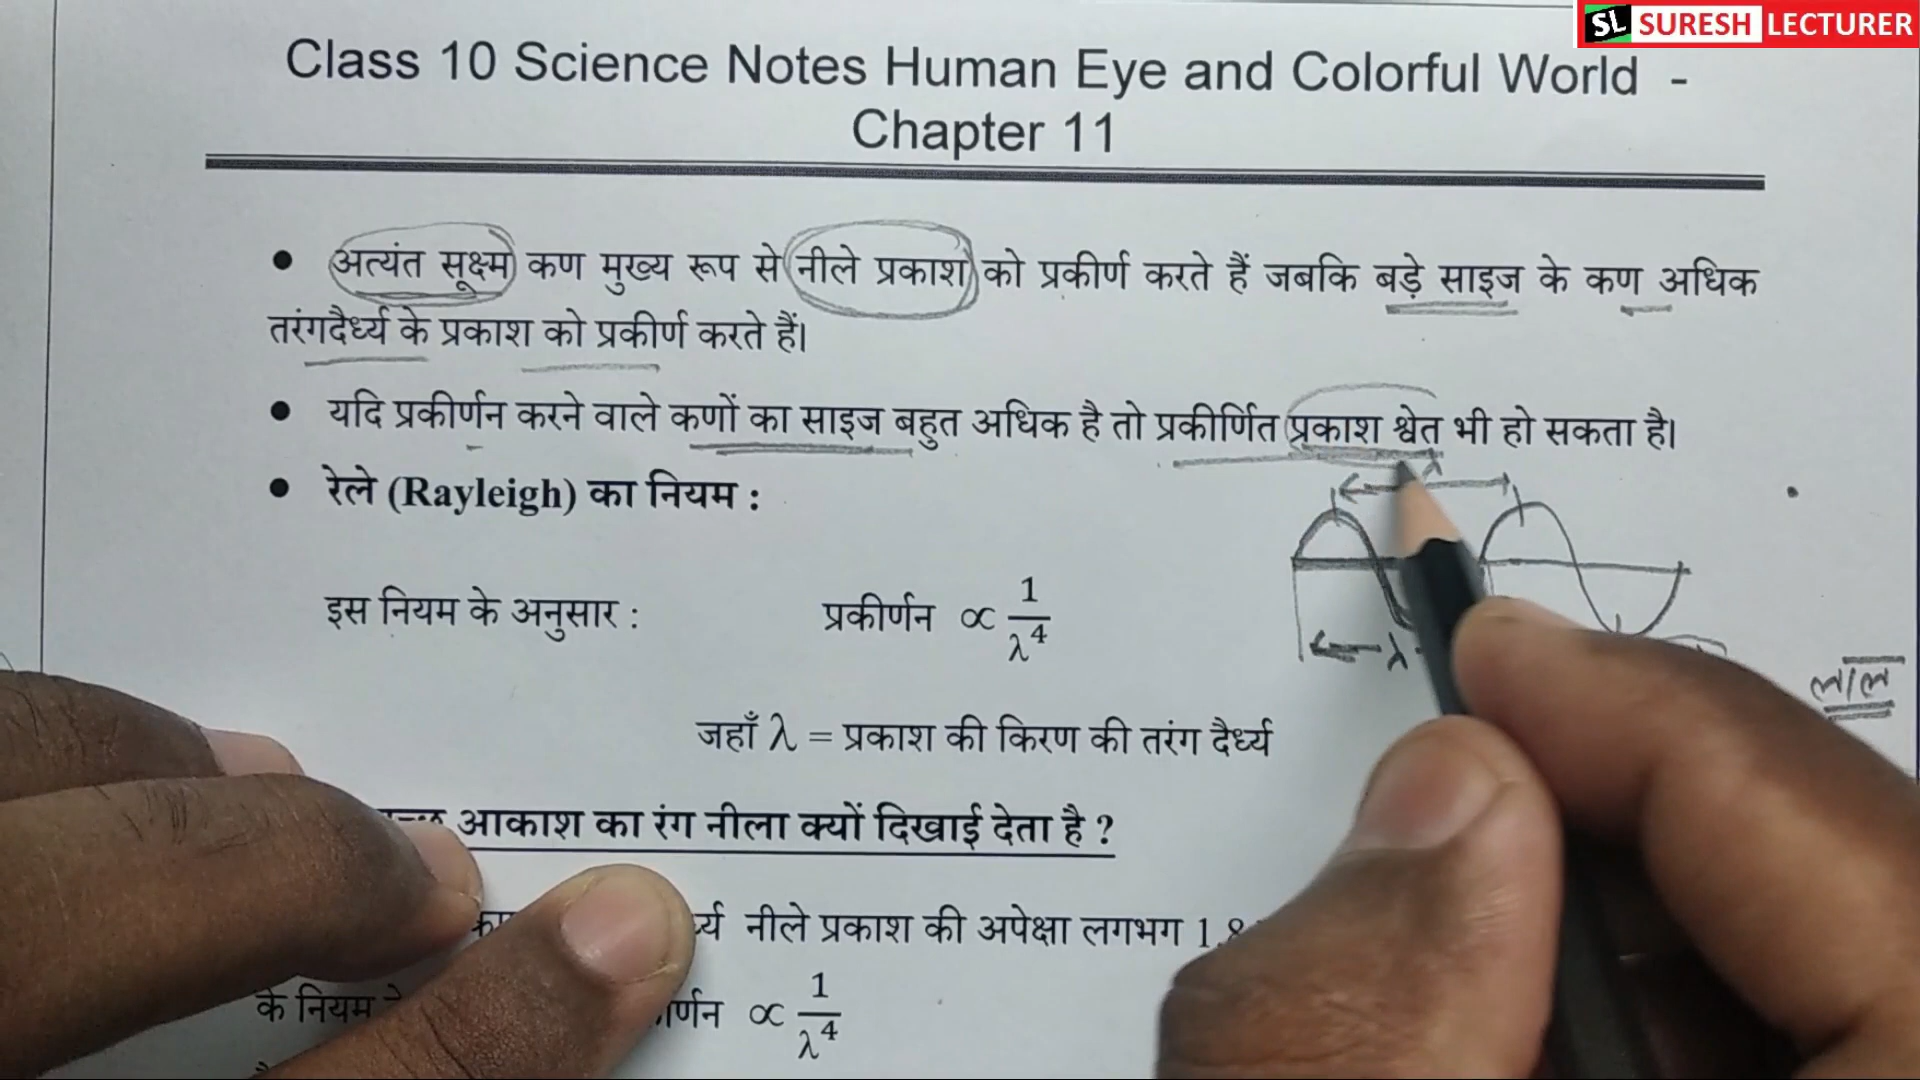 SL SURESH LECTURER
Class 10 Science Notes Human Eye and Colorful World -
Chapter 11
• अत्यंत सूक्ष्म कण मुख्य रूप से नीले प्रकाश को प्रकीर्ण करते हैं जबकि बड़े साइज के कण अधिक
तरंगदैर्ध्य के प्रकाश को प्रकीर्ण करते हैं।
• यदि प्रकीर्णन करने वाले कणों का साइज बहुत अधिक है तो प्रकीर्णित प्रकाश श्वेत भी हो सकता है।
λ
• रेले (Rayleigh) का नियम :
इस नियम के अनुसार : प्रकीर्णन ∝ 1/λ⁴
λ
लाल
जहाँ λ = प्रकाश की किरण की तरंग दैर्ध्य
आकाश का रंग नीला क्यों दिखाई देता है ?
नीले प्रकाश की अपेक्षा लगभग 1.8
के नियम ∝ 1/λ⁴